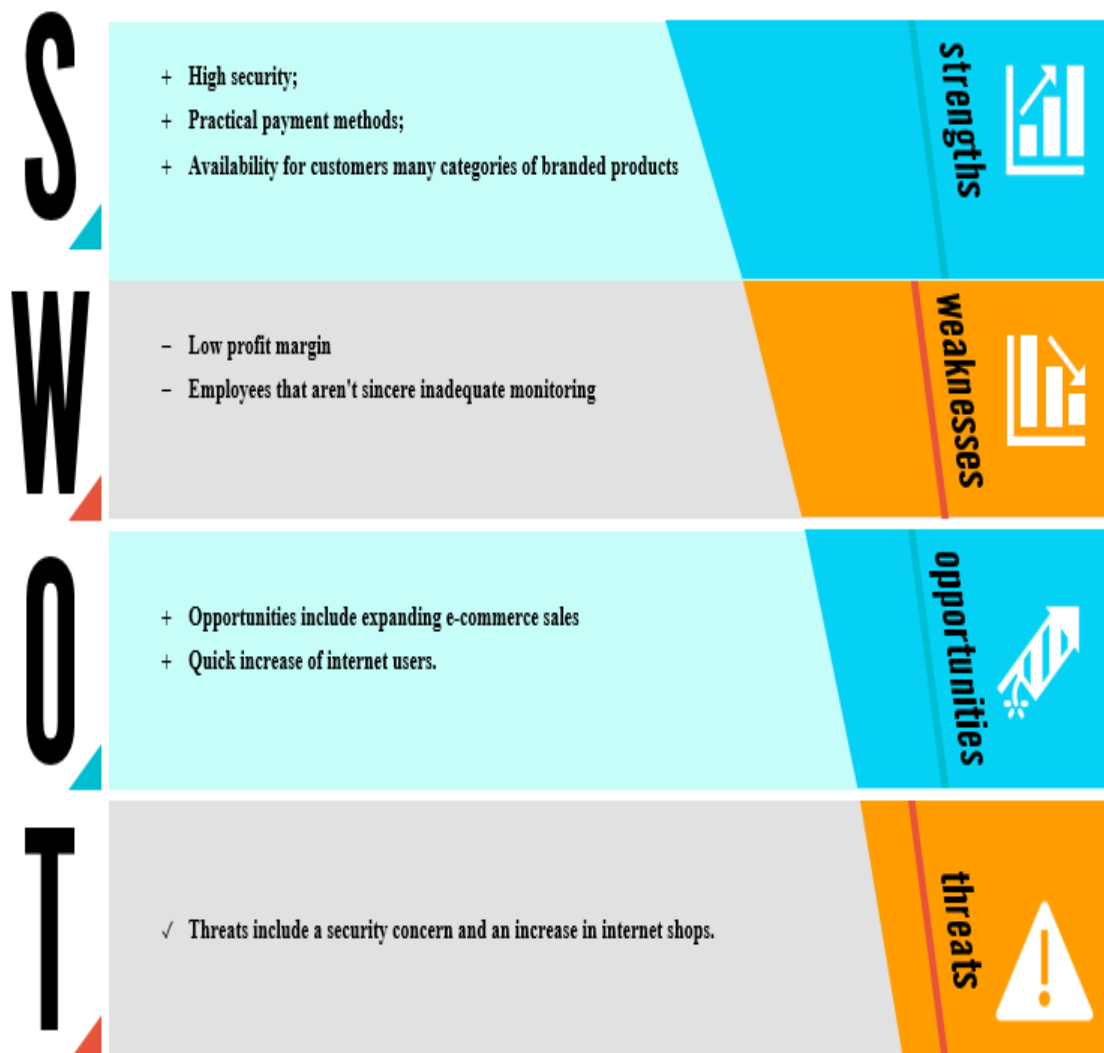 S
+ High security;
+ Practical payment methods;
+ Availability for customers many categories of branded products
strengths
W
– Low profit margin
– Employees that aren't sincere inadequate monitoring
weaknesses
O
+ Opportunities include expanding e-commerce sales
+ Quick increase of internet users.
opportunities
T
✓ Threats include a security concern and an increase in internet shops.
threats